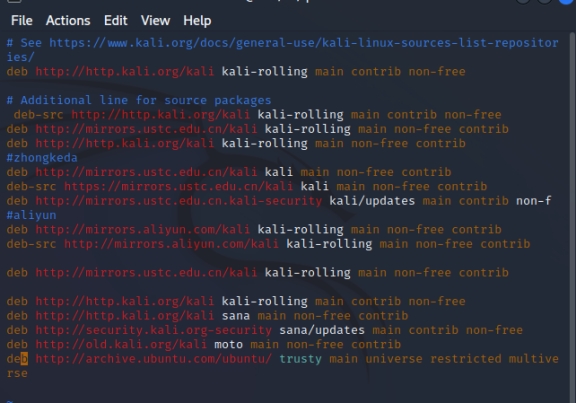 File Actions Edit View Help
# See https://www.kali.org/docs/general-use/kali-linux-sources-list-repositor
ies/
deb http://http.kali.org/kali kali-rolling main contrib non-free
# Additional line for source packages
deb-src http://http.kali.org/kali kali-rolling main contrib non-free
deb http://mirrors.ustc.edu.cn/kali kali-rolling main non-free contrib
deb http://http.kali.org/kali kali-rolling main non-free contrib
#zhongkeda
deb http://mirrors.ustc.edu.cn/kali kali main non-free contrib
deb-src https://mirrors.ustc.edu.cn/kali kali main non-free contrib
deb http://mirrors.ustc.edu.cn.kali-security kali/updates main contrib non-f
#aliyun
deb http://mirrors.aliyun.com/kali kali-rolling main non-free contrib
deb-src http://mirrors.aliyun.com/kali kali-rolling main non-free contrib
deb http://mirrors.ustc.edu.cn/kali kali-rolling main non-free contrib
deb http://http.kali.org/kali kali-rolling main contrib non-free
deb http://http.kali.org/kali sana main non-free contrib
deb http://security.kali.org-security sana/updates main contrib non-free
deb http://old.kali.org/kali moto main non-free contrib
deb http://archive.ubuntu.com/ubuntu/ trusty main universe restricted multive
rse
~